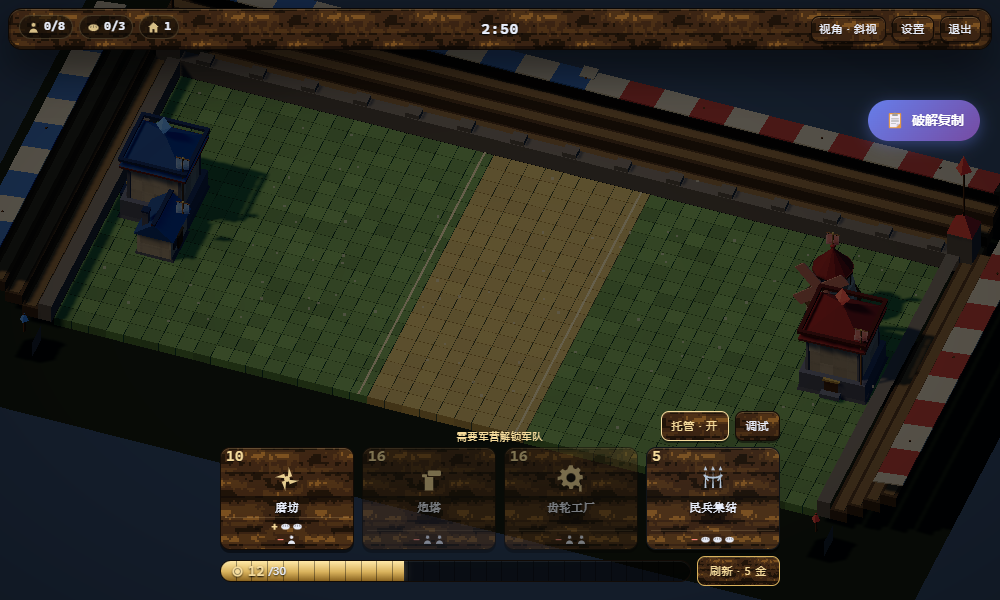 0/8
0/3
1
2:50
视角 · 斜视
设置
退出
破解复制
托管 · 开
调试
需要军营解锁军队
10
磨坊
16
炮塔
16
齿轮工厂
5
民兵集结
12/30
刷新 · 5 金